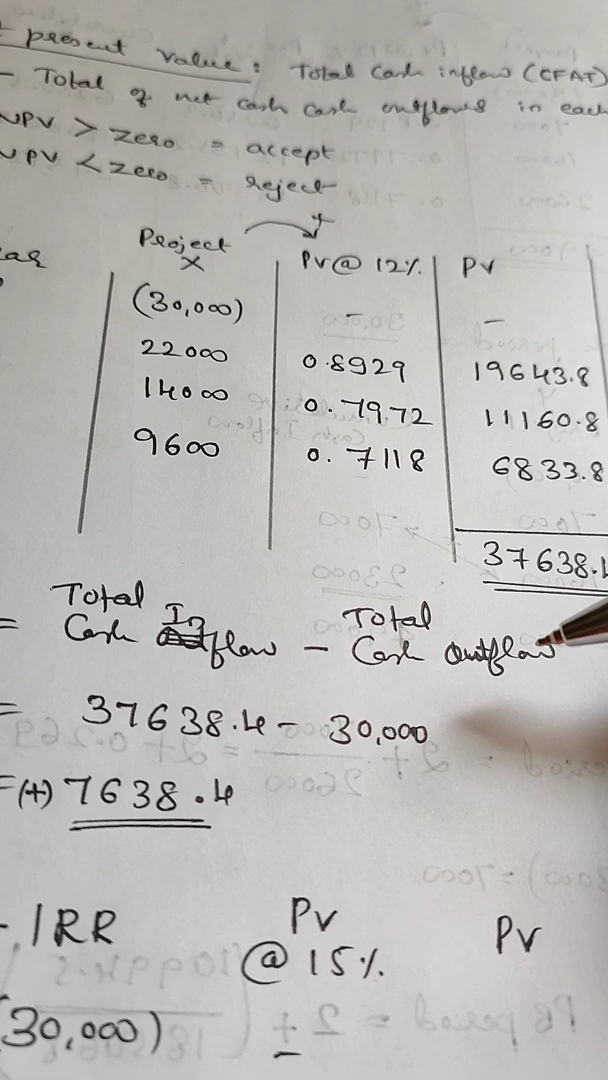 t present value : Total Cash inflow (CFAT)
- Total of net cash cash outflows in each
NPV > Zero = accept
NPV < Zero = reject
Project X PV@ 12% PV
(30,000) - -
22000 0.8929 19643.8
14000 0.7972 11160.8
9600 0.7118 6833.8
37638.4
= Total Cash Inflow - Total Cash Outflow
= 37638.4 - 30,000
= (+) 7638.4
- IRR PV @ 15% PV
(30,000) -